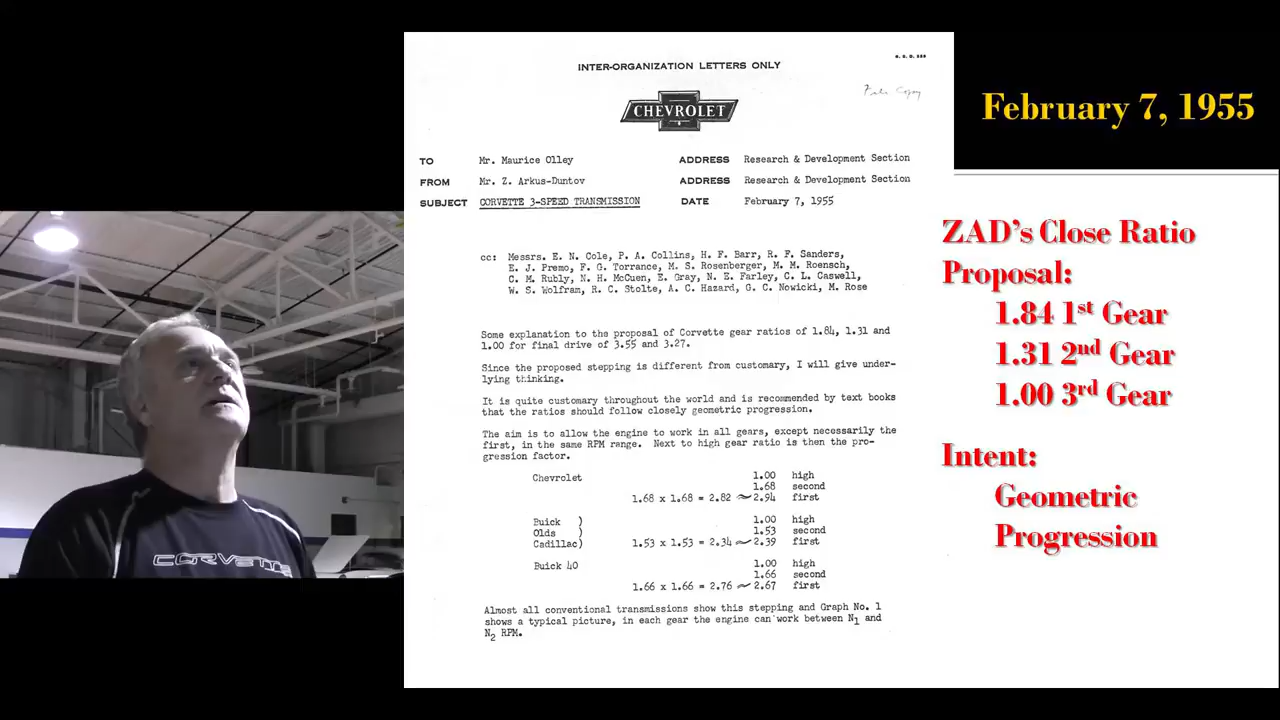 K. G. O. 255
INTER-ORGANIZATION LETTERS ONLY
File Copy
CHEVROLET
TO Mr. Maurice Olley ADDRESS Research & Development Section
FROM Mr. Z. Arkus-Duntov ADDRESS Research & Development Section
SUBJECT CORVETTE 3-SPEED TRANSMISSION DATE February 7, 1955
cc: Messrs. E. N. Cole, P. A. Collins, H. F. Barr, R. F. Sanders,
E. J. Premo, F. G. Torrance, M. S. Rosenberger, M. M. Roensch,
C. M. Rubly, N. H. McCuen, E. Gray, N. Z. Farley, C. L. Caswell,
W. S. Wolfram, R. C. Stolte, A. C. Hazard, G. C. Nowicki, M. Rose
Some explanation to the proposal of Corvette gear ratios of 1.84, 1.31 and
1.00 for final drive of 3.55 and 3.27.
Since the proposed stepping is different from customary, I will give under-
lying thinking.
It is quite customary throughout the world and is recommended by text books
that the ratios should follow closely geometric progression.
The aim is to allow the engine to work in all gears, except necessarily the
first, in the same RPM range. Next to high gear ratio is then the pro-
gression factor.
Chevrolet 1.00 high
1.68 second
1.68 x 1.68 = 2.82 ~ 2.94 first
Buick ) 1.00 high
Olds ) 1.53 second
Cadillac) 1.53 x 1.53 = 2.34 ~ 2.39 first
Buick 40 1.00 high
1.66 second
1.66 x 1.66 = 2.76 ~ 2.67 first
Almost all conventional transmissions show this stepping and Graph No. 1
shows a typical picture, in each gear the engine can work between N1 and
N2 RPM.
February 7, 1955
ZAD's Close Ratio
Proposal:
1.84 1st Gear
1.31 2nd Gear
1.00 3rd Gear
Intent:
Geometric
Progression
CORVETTE